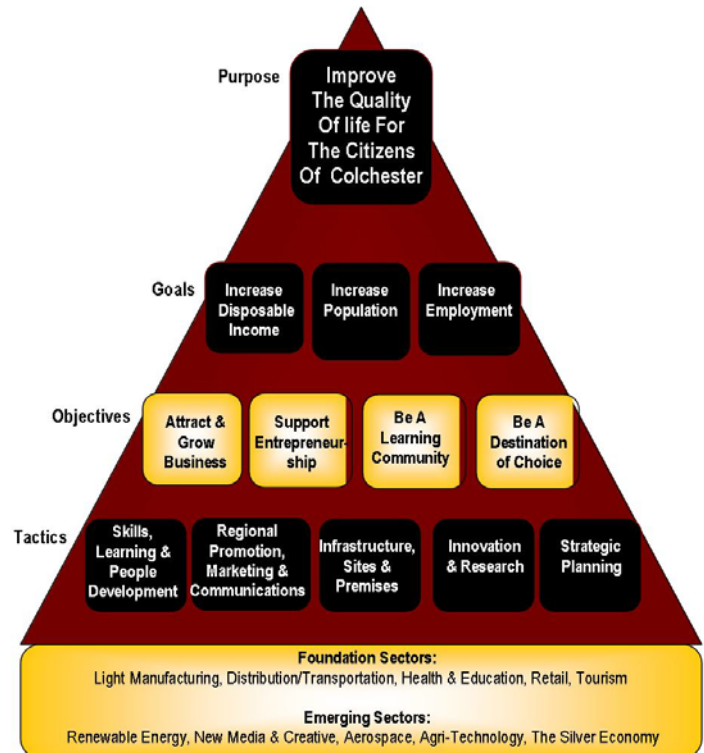 Purpose
Improve
The Quality
Of life For
The Citizens
Of Colchester
Goals
Increase
Disposable
Income
Increase
Population
Increase
Employment
Objectives
Attract &
Grow
Business
Support
Entrepreneur-
ship
Be A
Learning
Community
Be A
Destination
of Choice
Tactics
Skills,
Learning &
People
Development
Regional
Promotion,
Marketing &
Communications
Infrastructure,
Sites &
Premises
Innovation
& Research
Strategic
Planning
Foundation Sectors:
Light Manufacturing, Distribution/Transportation, Health & Education, Retail, Tourism
Emerging Sectors:
Renewable Energy, New Media & Creative, Aerospace, Agri-Technology, The Silver Economy